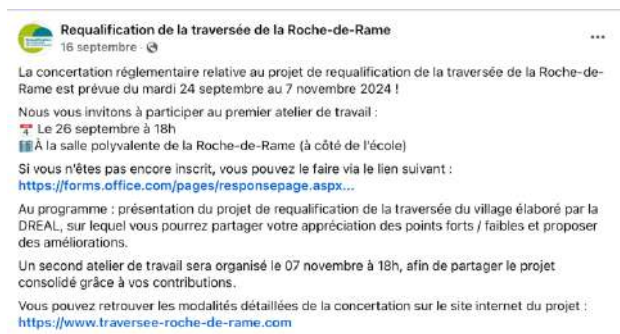 Requalification de la traversée de la Roche-de-Rame
16 septembre ·
La concertation réglementaire relative au projet de requalification de la traversée de la Roche-de-
Rame est prévue du mardi 24 septembre au 7 novembre 2024 !
Nous vous invitons à participer au premier atelier de travail :
📅 Le 26 septembre à 18h
🏢À la salle polyvalente de la Roche-de-Rame (à côté de l'école)
Si vous n'êtes pas encore inscrit, vous pouvez le faire via le lien suivant :
https://forms.office.com/pages/responsepage.aspx...
Au programme : présentation du projet de requalification de la traversée du village élaboré par la
DREAL, sur lequel vous pourrez partager votre appréciation des points forts / faibles et proposer
des améliorations.
Un second atelier de travail sera organisé le 07 novembre à 18h, afin de partager le projet
consolidé grâce à vos contributions.
Vous pouvez retrouver les modalités détaillées de la concertation sur le site internet du projet :
https://www.traversee-roche-de-rame.com